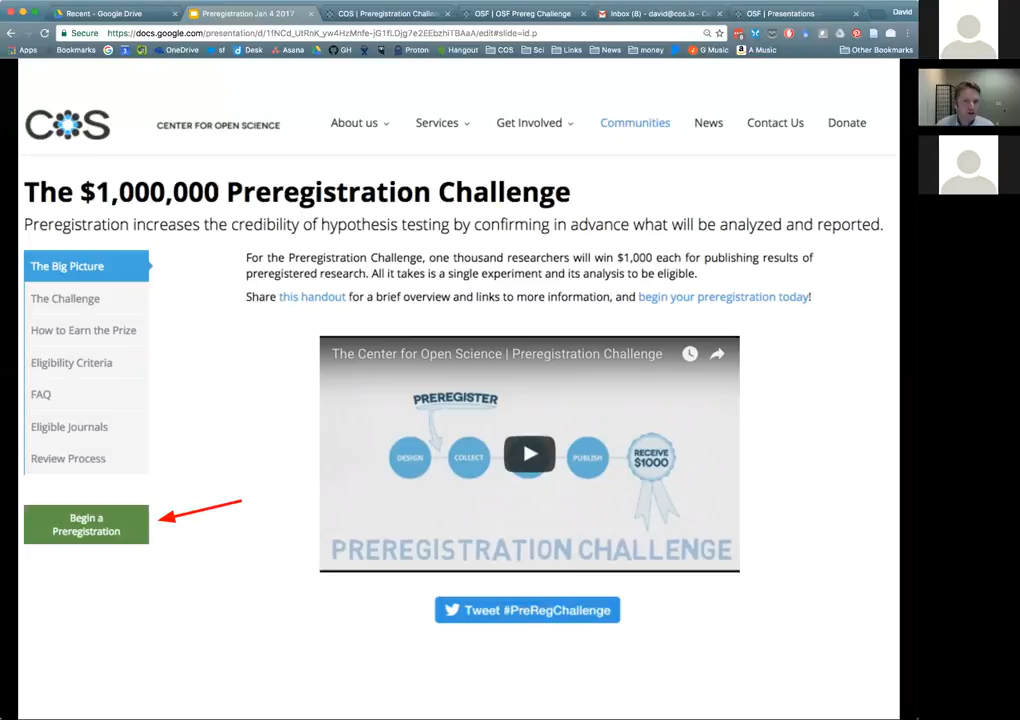 Recent - Google Drive
Preregistration Jan 4 2017
COS | Preregistration Challen
OSF | OSF Prereg Challenge
Inbox (8) - david@cos.io - C
OSF | Presentations
David
Secure
https://docs.google.com/presentation/d/1fNCd_UtRnK_yw4HzMnfe-jG1fLDjg7e2EEbzhiTBAaA/edit#slide=id.p
Apps
Bookmarks
OneDrive
sf
Desk
Asana
GH
Proton
Hangout
COS
Sci
Links
News
money
G Music
A Music
Other Bookmarks
COS
CENTER FOR OPEN SCIENCE
About us
Services
Get Involved
Communities
News
Contact Us
Donate
The $1,000,000 Preregistration Challenge
Preregistration increases the credibility of hypothesis testing by confirming in advance what will be analyzed and reported.
The Big Picture
The Challenge
How to Earn the Prize
Eligibility Criteria
FAQ
Eligible Journals
Review Process
Begin a
Preregistration
For the Preregistration Challenge, one thousand researchers will win $1,000 each for publishing results of
preregistered research. All it takes is a single experiment and its analysis to be eligible.
Share this handout for a brief overview and links to more information, and begin your preregistration today!
The Center for Open Science | Preregistration Challenge
PREREGISTER
DESIGN
COLLECT
PUBLISH
RECEIVE
$1000
PREREGISTRATION CHALLENGE
Tweet #PreRegChallenge